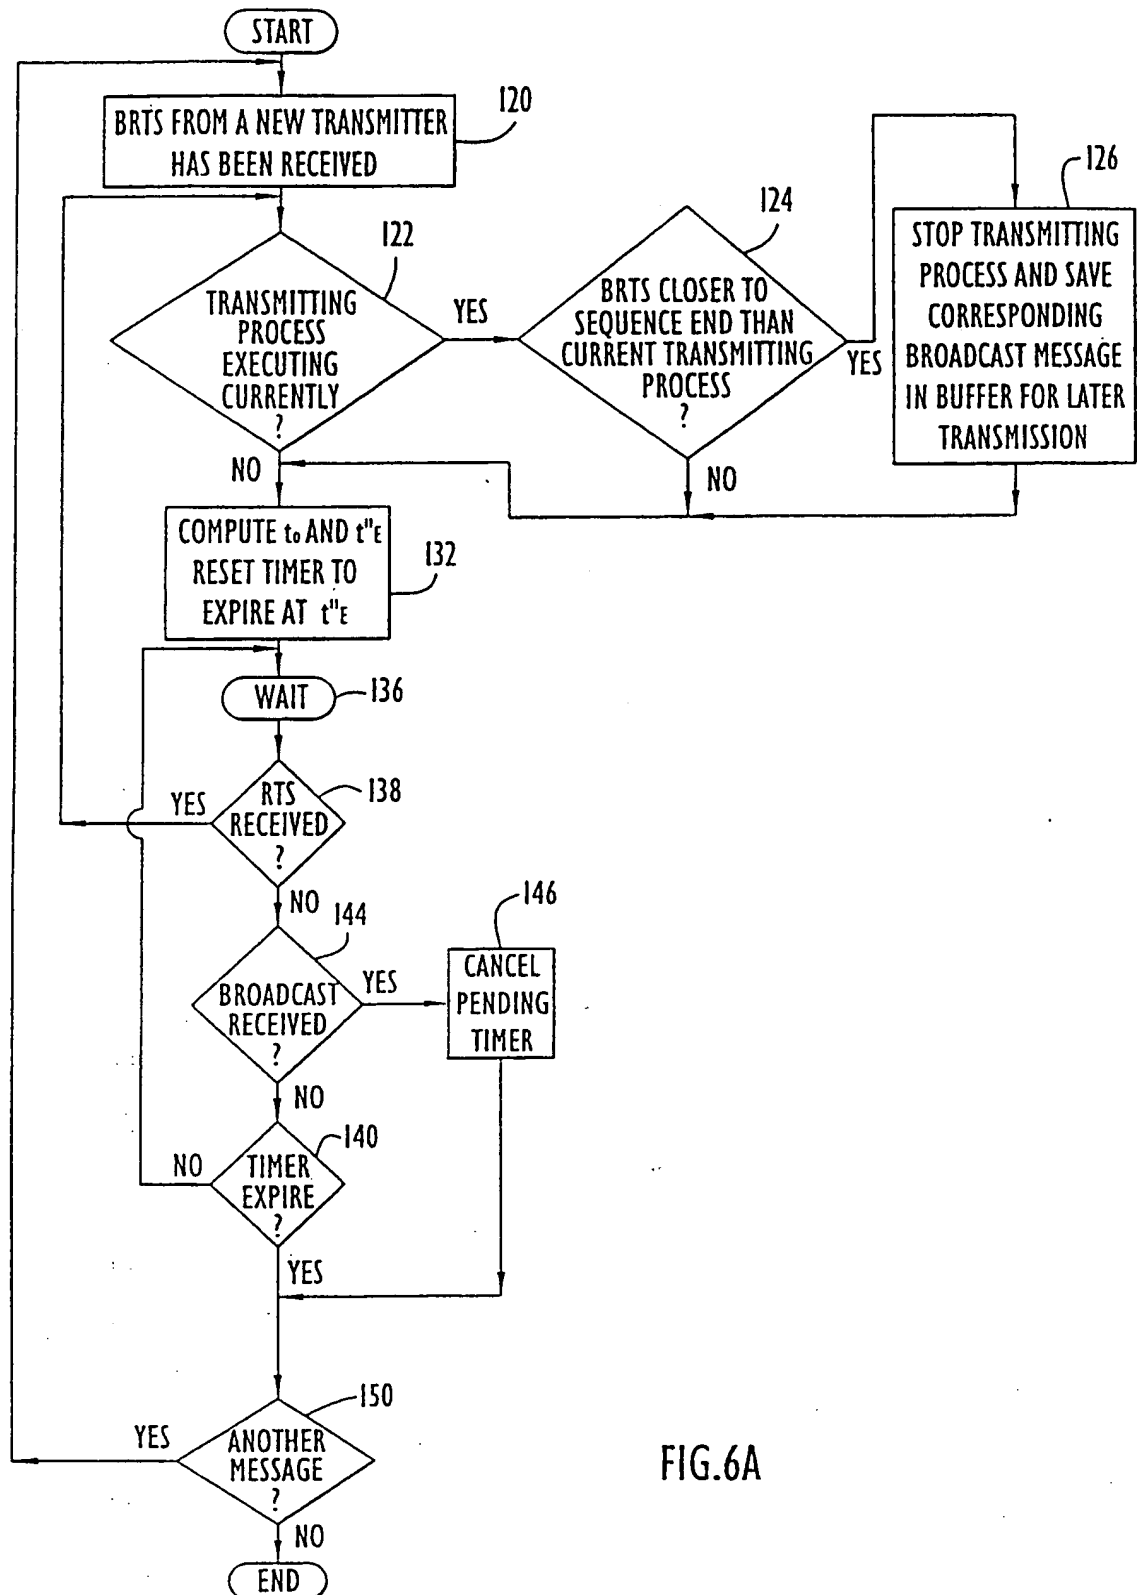 START
BRTS FROM A NEW TRANSMITTER
HAS BEEN RECEIVED
120
TRANSMITTING
PROCESS
EXECUTING
CURRENTLY
?
122
YES
NO
BRTS CLOSER TO
SEQUENCE END THAN
CURRENT TRANSMITTING
PROCESS
?
124
YES
NO
STOP TRANSMITTING
PROCESS AND SAVE
CORRESPONDING
BROADCAST MESSAGE
IN BUFFER FOR LATER
TRANSMISSION
126
COMPUTE to AND t"E
RESET TIMER TO
EXPIRE AT t"E
132
WAIT
136
RTS
RECEIVED
?
138
YES
NO
BROADCAST
RECEIVED
?
144
YES
NO
CANCEL
PENDING
TIMER
146
TIMER
EXPIRE
?
140
NO
YES
ANOTHER
MESSAGE
?
150
YES
NO
END
FIG.6A